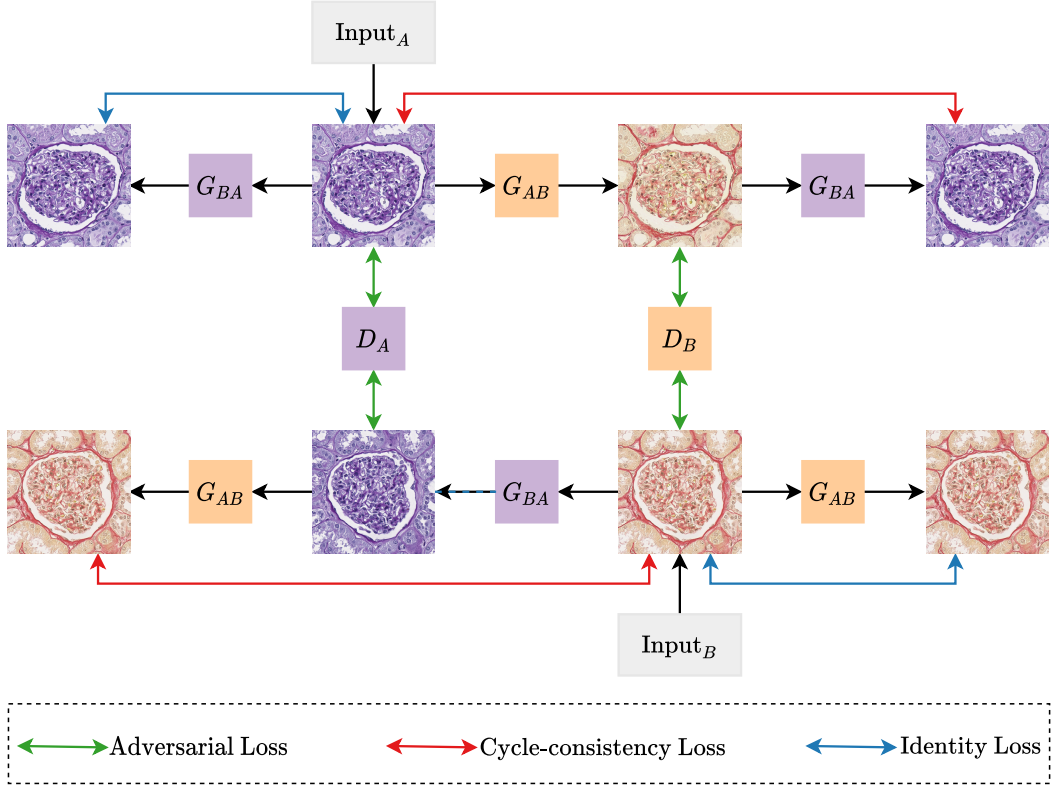 Input_A
G_BA
G_AB
G_BA
D_A
D_B
G_AB
G_BA
G_AB
Input_B
Adversarial Loss
Cycle-consistency Loss
Identity Loss